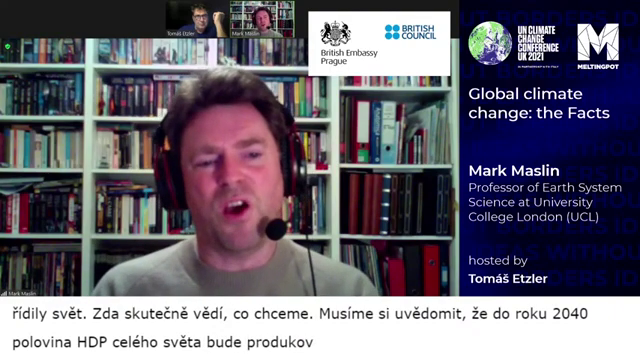 Tomáš Etzler
Mark Maslin
British Embassy
Prague
BRITISH
COUNCIL
UN CLIMATE
CHANGE
CONFERENCE
UK 2021
MELTINGPOT
Global climate
change: the Facts
Mark Maslin
Professor of Earth System
Science at University
College London (UCL)
hosted by
Tomáš Etzler
Mark Maslin
řídily svět. Zda skutečně vědí, co chceme. Musíme si uvědomit, že do roku 2040
polovina HDP celého světa bude produkov